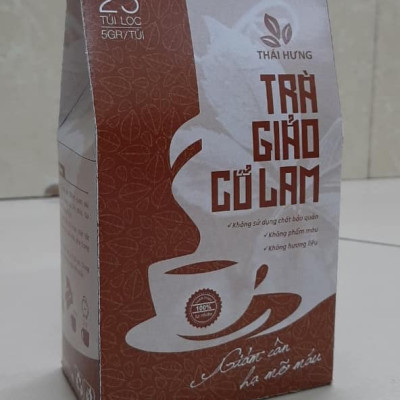 25
TÚI LỌC
5GR/TÚI
THÁI HƯNG
TRÀ
GIẢO
CỔ LAM
✓Không sử dụng chất bảo quản
✓Không phẩm màu
✓Không hương liệu
100%
Giảm cân
hạ mỡ máu